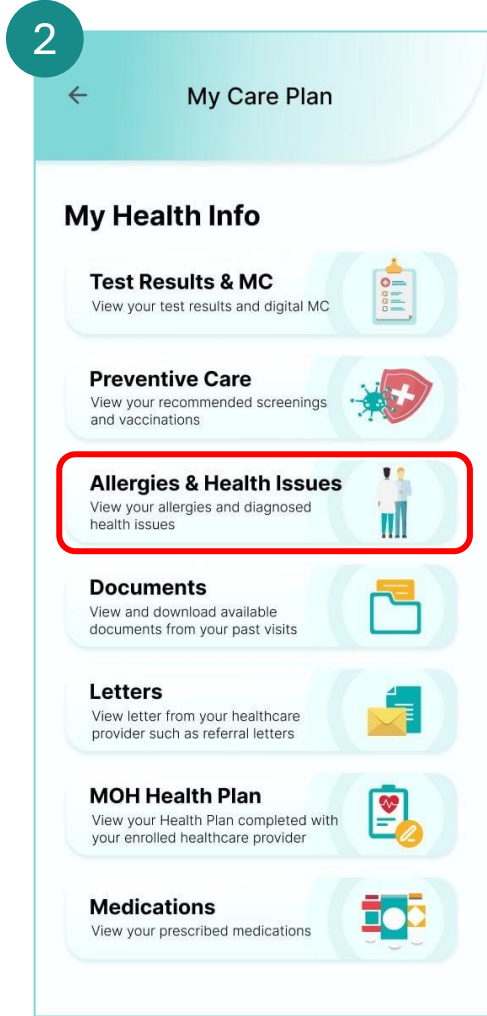 2
My Care Plan
My Health Info
Test Results & MC
View your test results and digital MC
Preventive Care
View your recommended screenings
and vaccinations
Allergies & Health Issues
View your allergies and diagnosed
health issues
Documents
View and download available
documents from your past visits
Letters
View letter from your healthcare
provider such as referral letters
MOH Health Plan
View your Health Plan completed with
your enrolled healthcare provider
Medications
View your prescribed medications